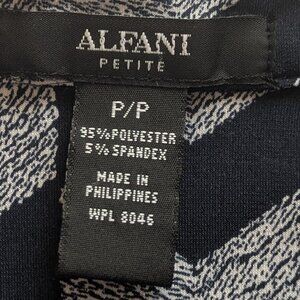 ALFANI
PETITE
P/P
95% POLYESTER
5% SPANDEX
MADE IN
PHILIPPINES
WPL 8046